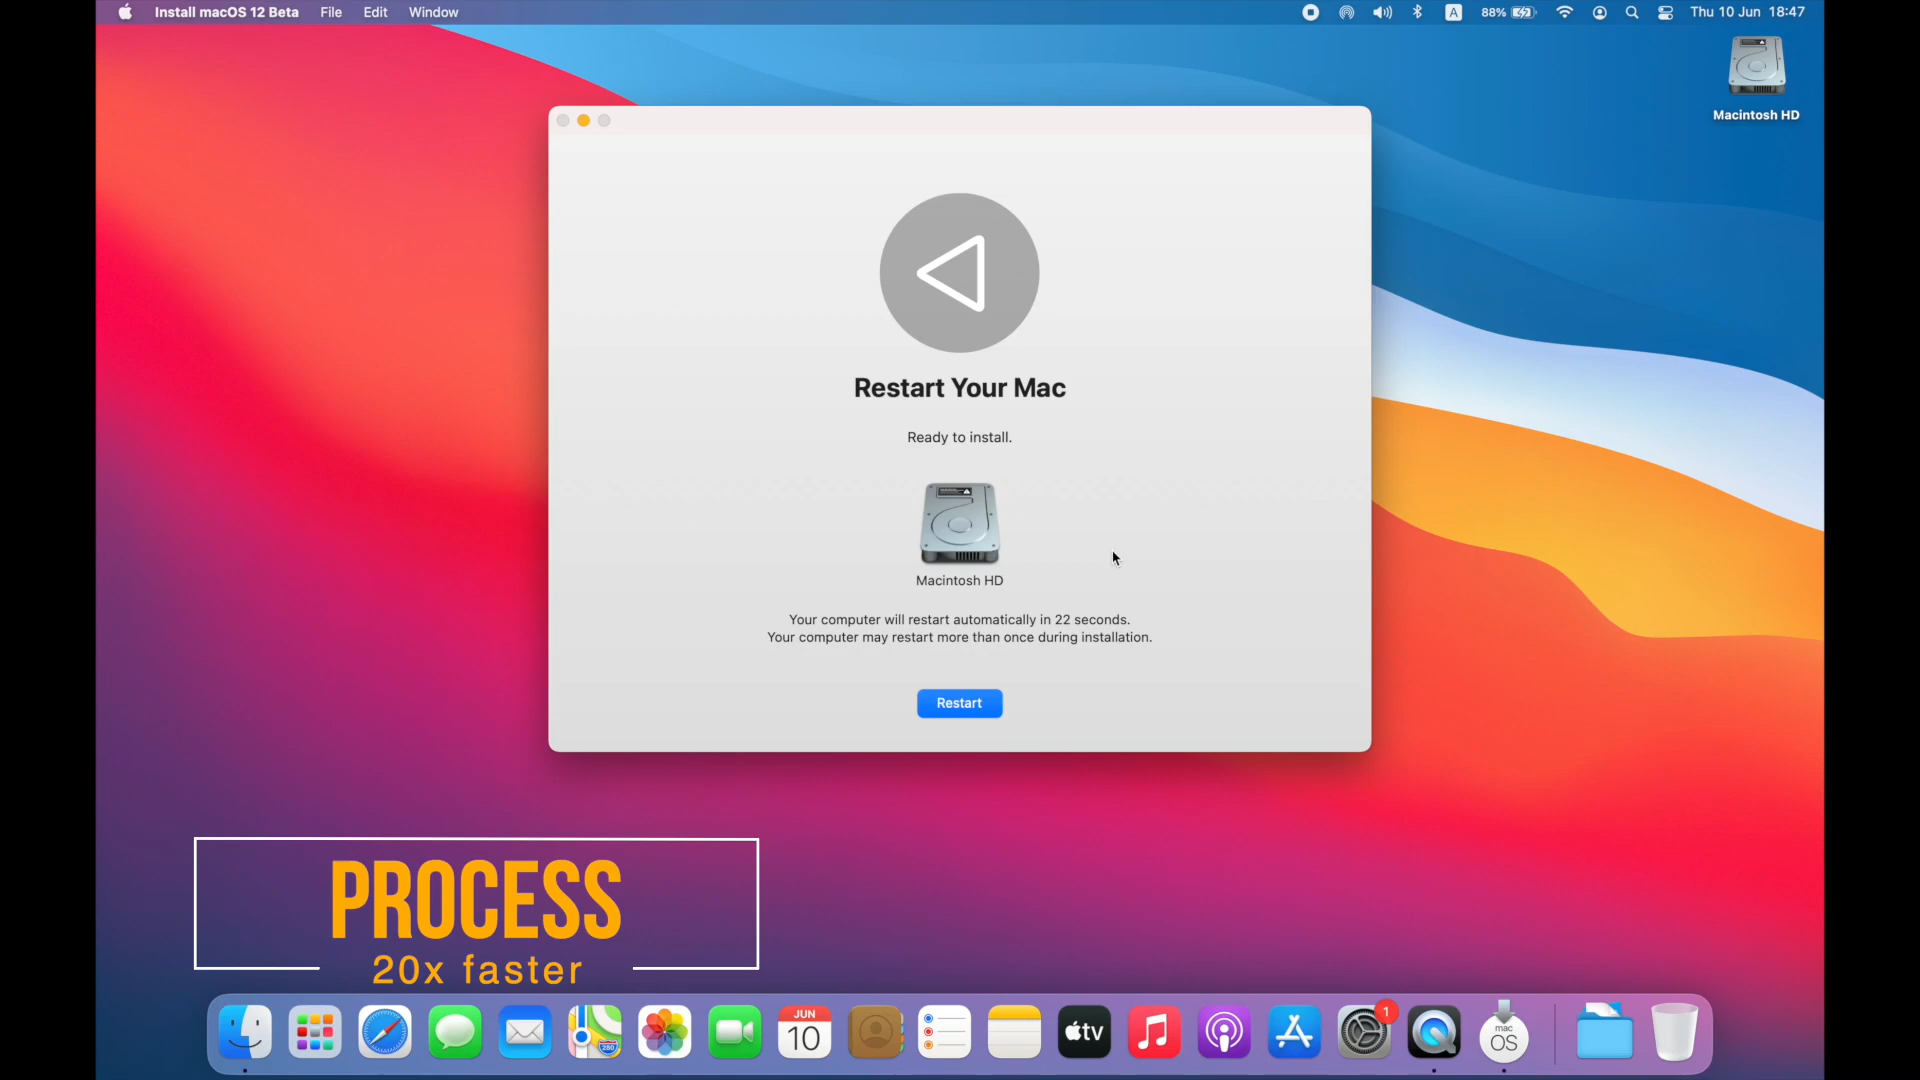 Install macOS 12 Beta File Edit Window A 88% Thu 10 Jun 18:47
Macintosh HD
Restart Your Mac
Ready to install.
Macintosh HD
Your computer will restart automatically in 22 seconds.
Your computer may restart more than once during installation.
Restart
PROCESS
20x faster
280
JUN
10
tv
1
mac
OS